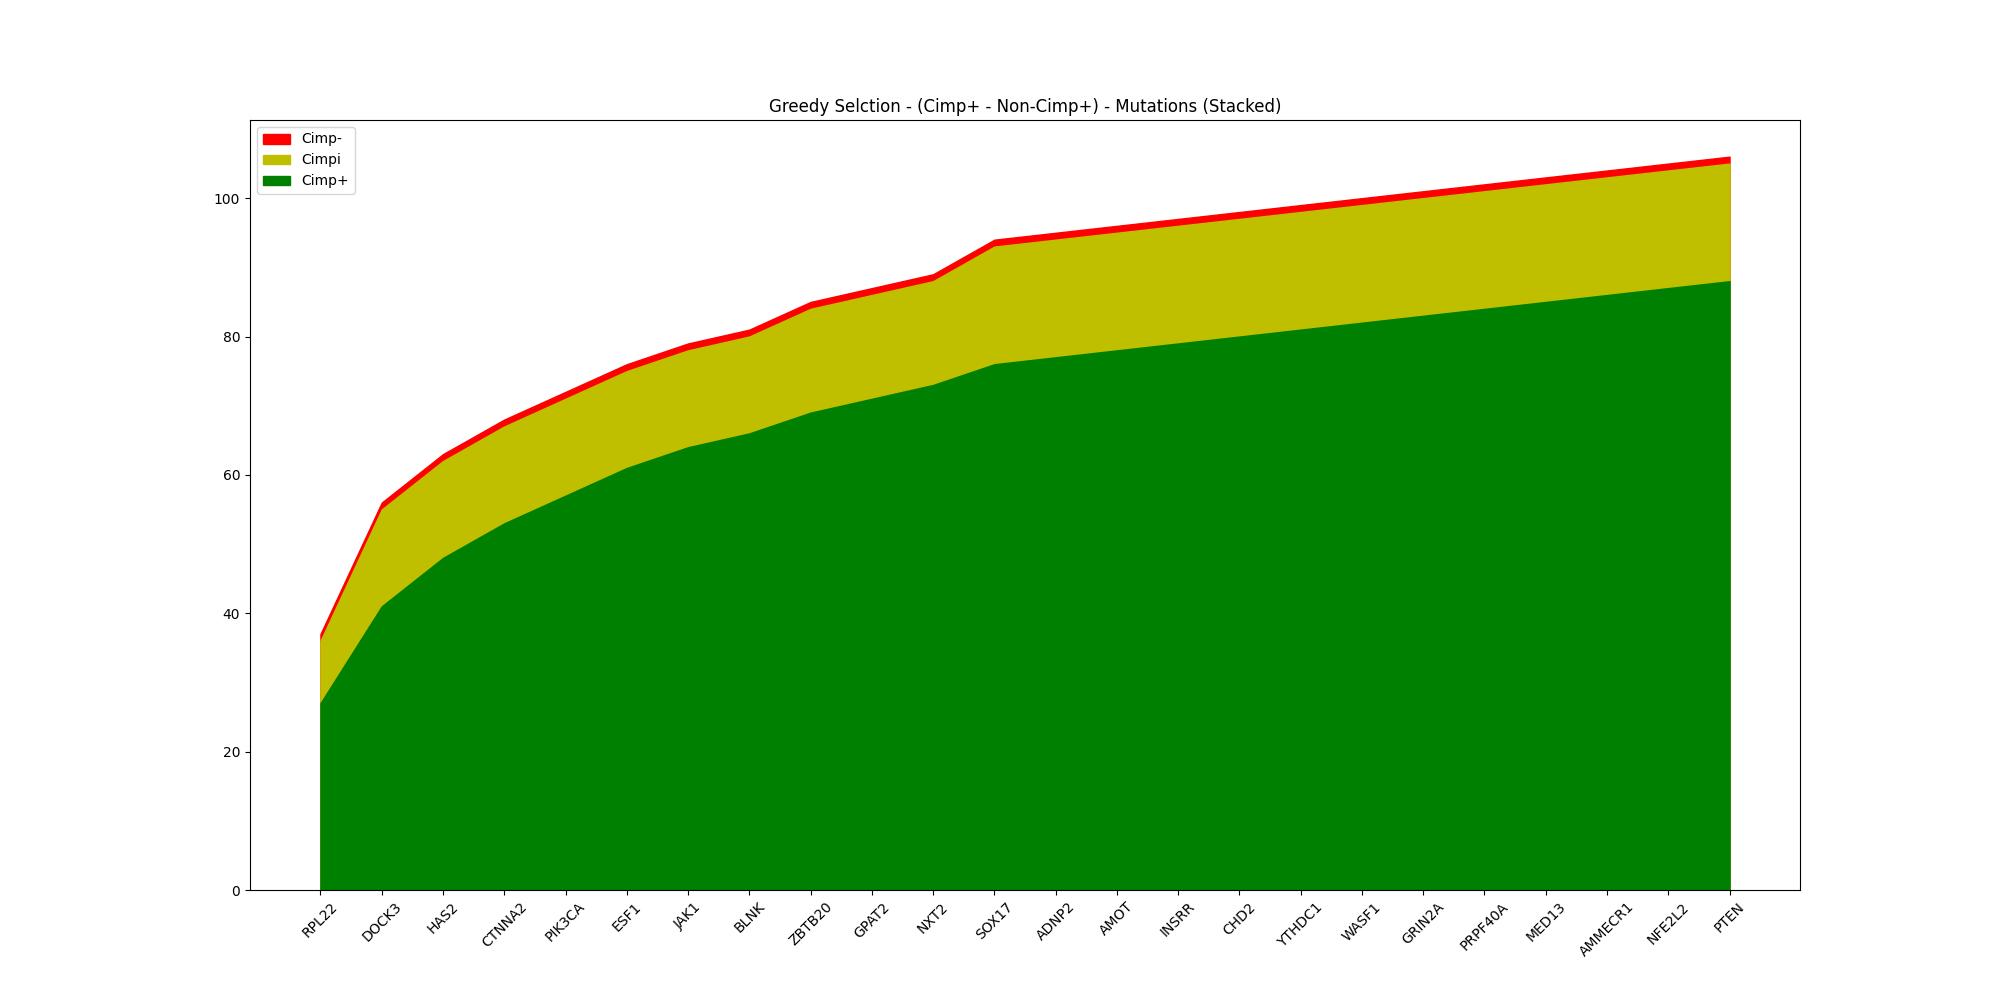 Greedy Selction - (Cimp+ - Non-Cimp+) - Mutations (Stacked)
Cimp-
Cimpi
Cimp+
100
80
60
40
20
0
RPL22
DOCK3
HAS2
CTNNA2
PIK3CA
ESF1
JAK1
BLNK
ZBTB20
GPAT2
NXT2
SOX17
ADNP2
AMOT
INSRR
CHD2
YTHDC1
WASF1
GRIN2A
PRPF40A
MED13
AMMECR1
NFE2L2
PTEN